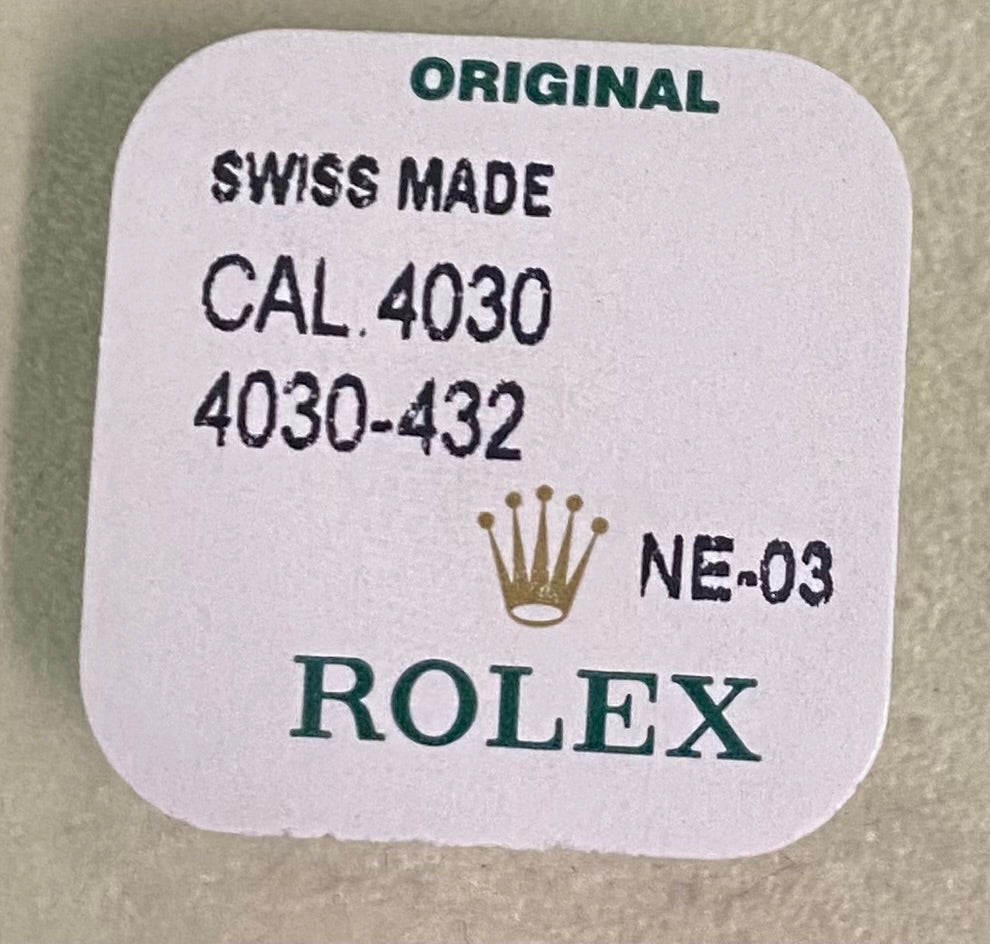 ORIGINAL
SWISS MADE
CAL. 4030
4030-432
NE-03
ROLEX